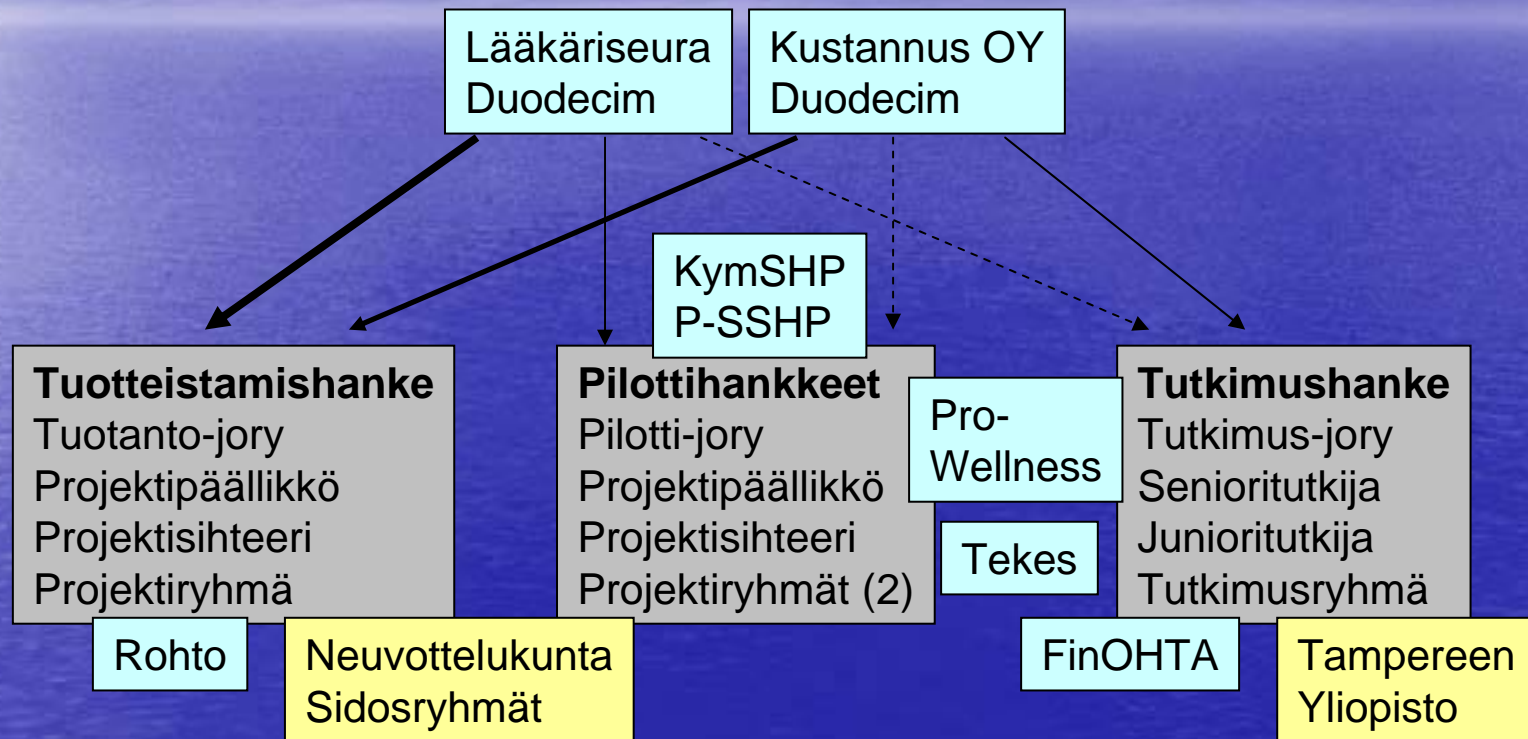 Lääkäriseura
Duodecim
Kustannus OY
Duodecim
KymSHP
P-SSHP
Tuotteistamishanke
Tuotanto-jory
Projektipäällikkö
Projektisihteeri
Projektiryhmä
Rohto
Neuvottelukunta
Sidosryhmät
Pilottihankkeet
Pilotti-jory
Projektipäällikkö
Projektisihteeri
Projektiryhmät (2)
Pro-
Wellness
Tekes
Tutkimushanke
Tutkimus-jory
Senioritutkija
Junioritutkija
Tutkimusryhmä
FinOHTA
Tampereen
Yliopisto